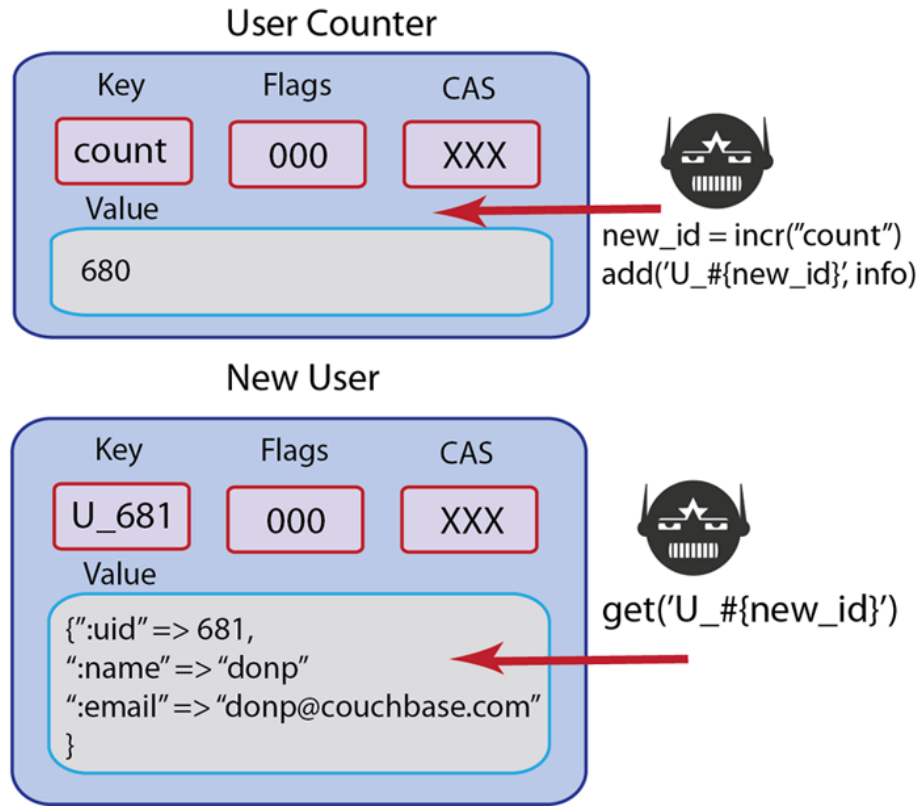 User Counter
Key Flags CAS
count 000 XXX
Value
680
new_id = incr(”count”)
add(’U_#{new_id}’, info)
New User
Key Flags CAS
U_681 000 XXX
Value
{”:uid” => 681,
“:name” => “donp”
“:email” => “donp@couchbase.com”
}
get(’U_#{new_id}’)